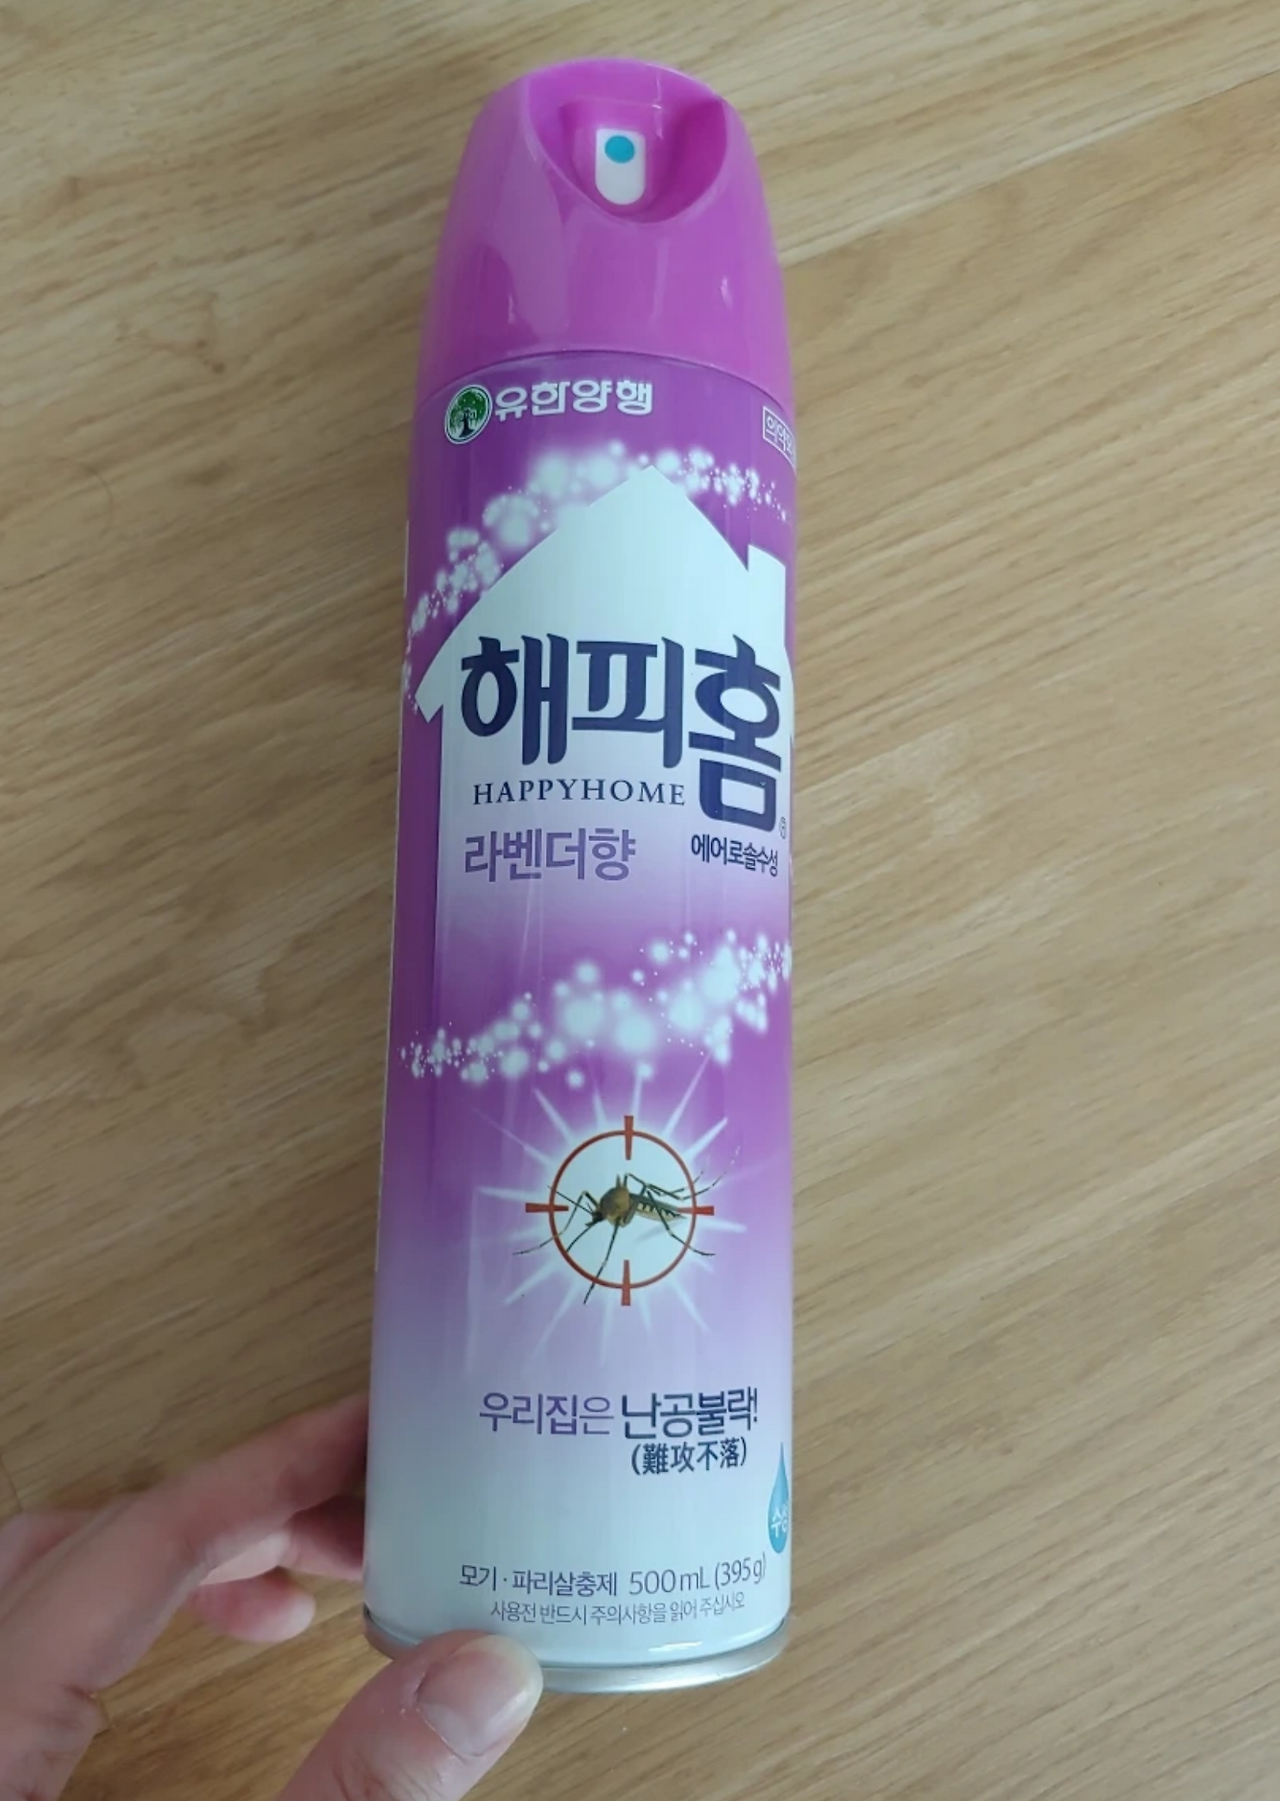 유한양행
해피홈
HAPPYHOME
라벤더향
에어로솔수성
우리집은 난공불락!
(難攻不落)
수성
모기·파리살충제 500mL (395g)
사용전 반드시 주의사항을 읽어 주십시오